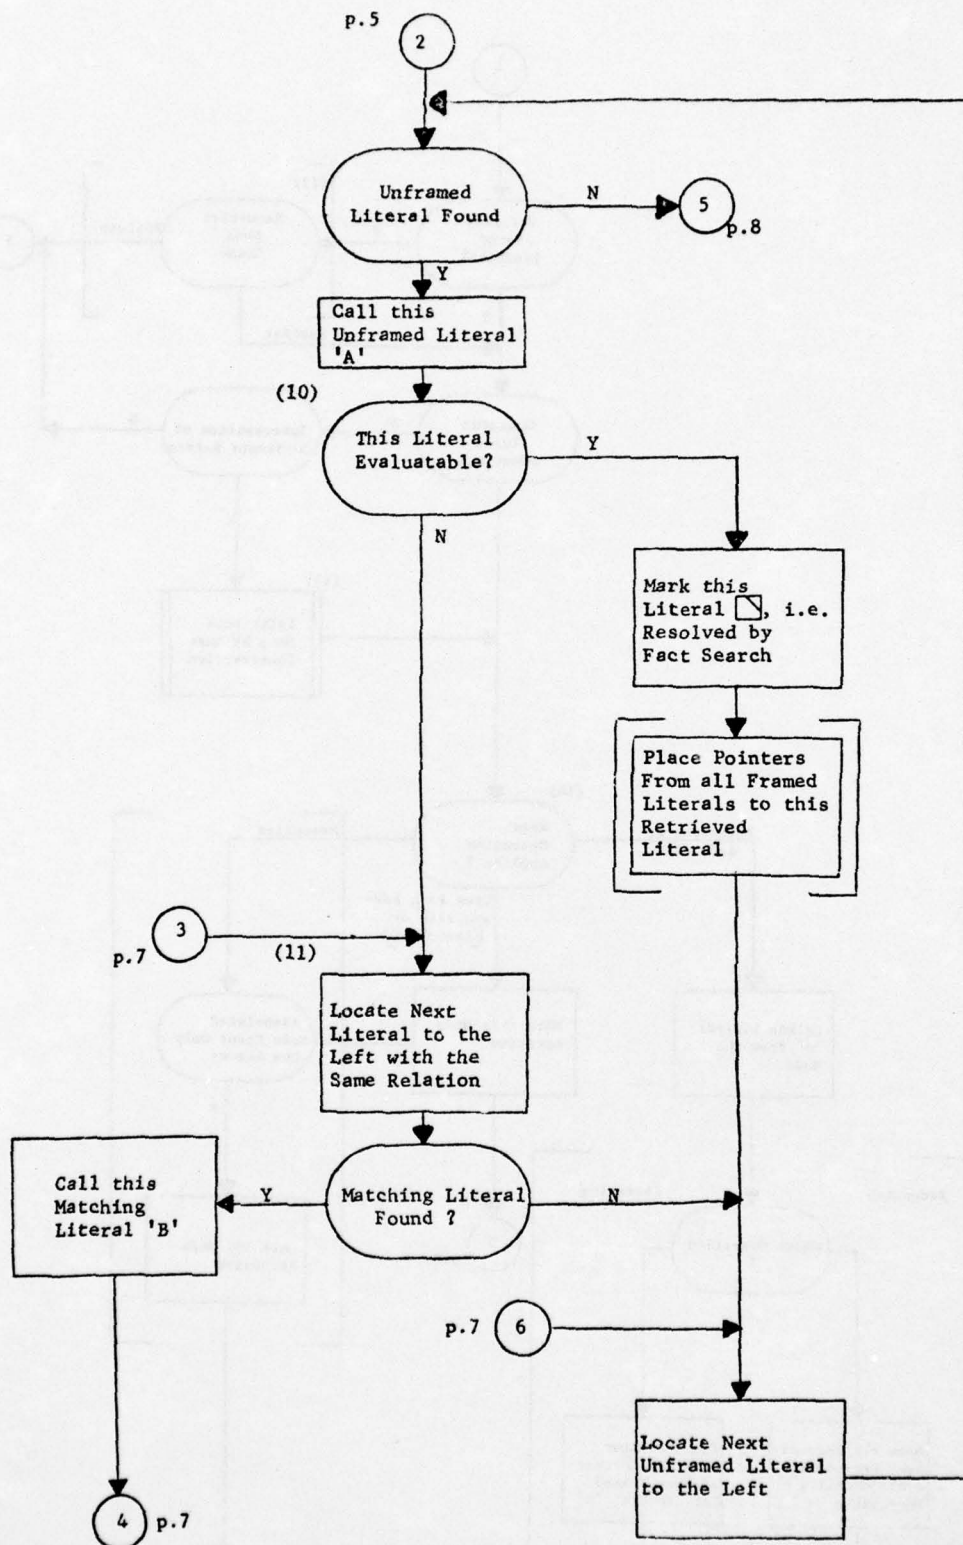 p.5
2
Unframed
Literal Found
N
5
p.8
Y
Call this
Unframed Literal
'A'
(10)
This Literal
Evaluatable?
Y
N
Mark this
Literal , i.e.
Resolved by
Fact Search
Place Pointers
From all Framed
Literals to this
Retrieved
Literal
3
p.7
(11)
Locate Next
Literal to the
Left with the
Same Relation
Call this
Matching
Literal 'B'
Y
Matching Literal
Found ?
N
p.7
6
Locate Next
Unframed Literal
to the Left
4
p.7